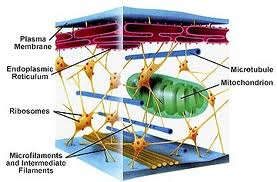 Plasma
Membrane
Endoplasmic
Reticulum
Ribosomes
Microfilaments and Intermediate
Filaments
Microtubule
Mitochondrion